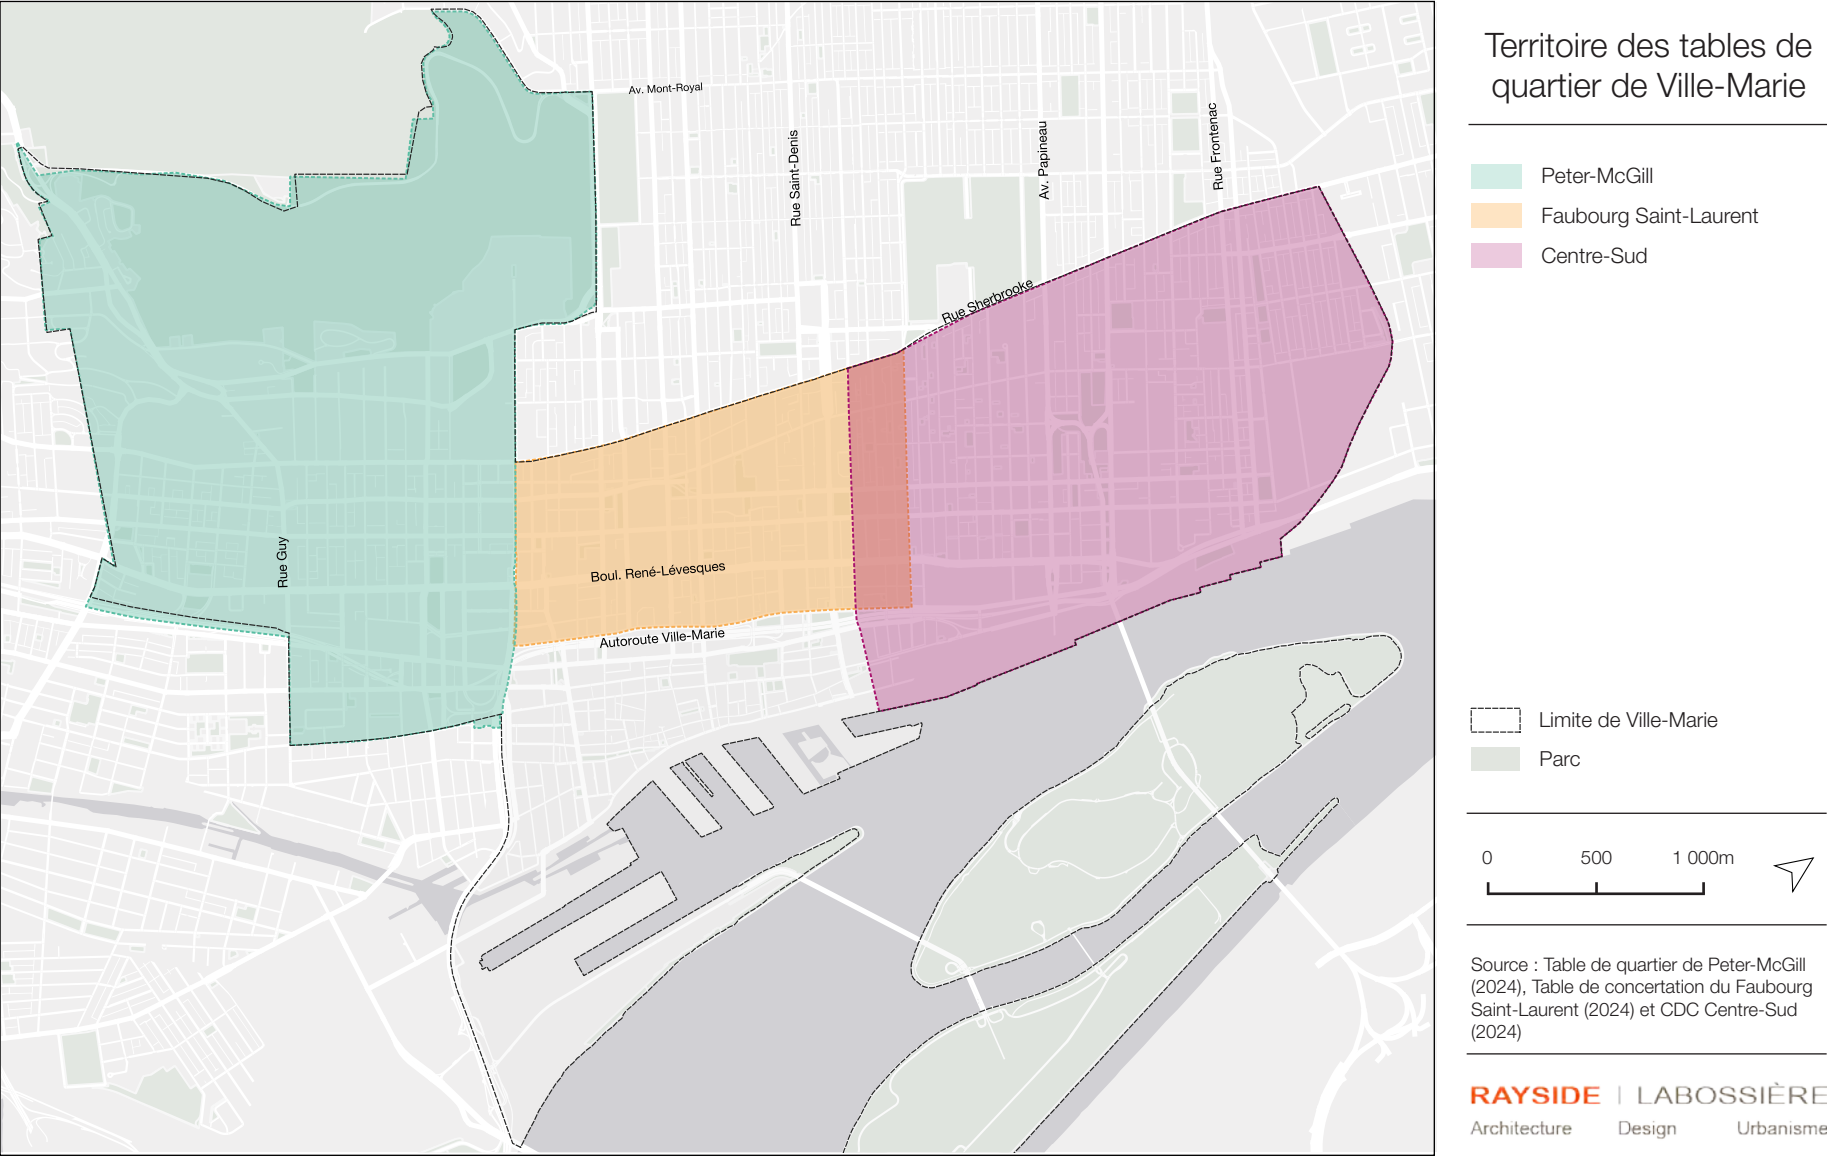 Territoire des tables de
quartier de Ville-Marie
Peter-McGill
Faubourg Saint-Laurent
Centre-Sud
Av. Mont-Royal
Rue Saint-Denis
Av. Papineau
Rue Frontenac
Rue Sherbrooke
Rue Guy
Boul. René-Lévesques
Autoroute Ville-Marie
Limite de Ville-Marie
Parc
0 500 1 000m
Source : Table de quartier de Peter-McGill
(2024), Table de concertation du Faubourg
Saint-Laurent (2024) et CDC Centre-Sud
(2024)
RAYSIDE | LABOSSIÈRE
Architecture Design Urbanisme